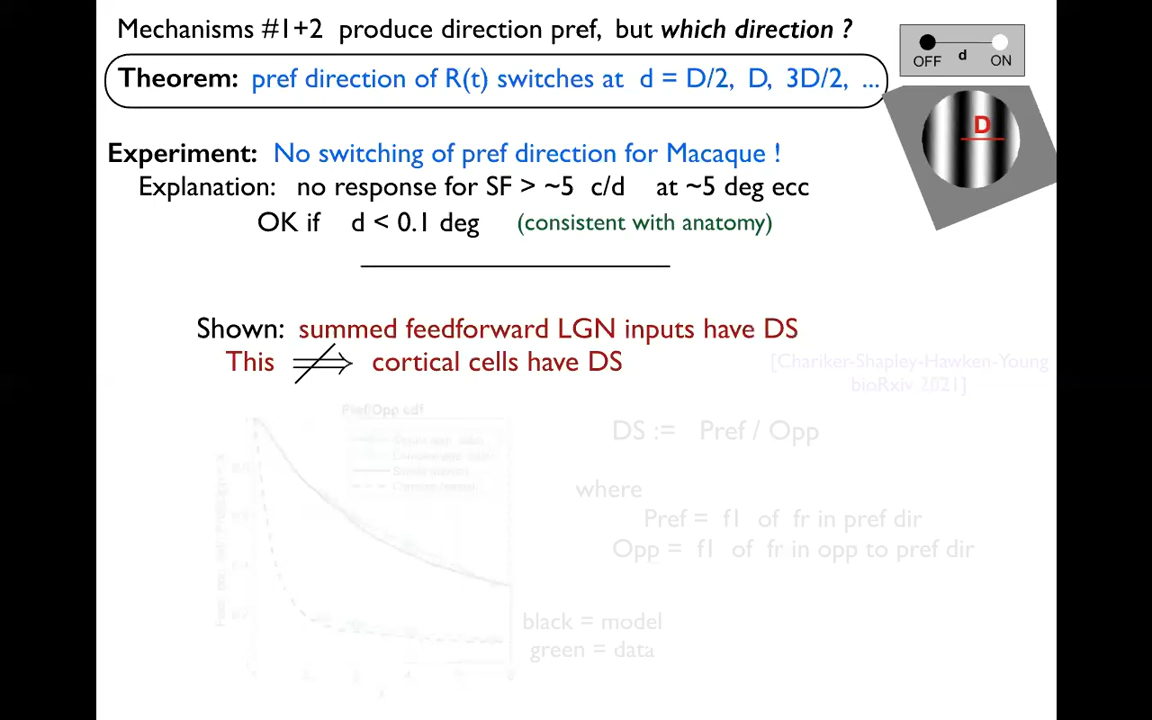 Mechanisms #1+2 produce direction pref, but which direction ?
OFF d ON
Theorem: pref direction of R(t) switches at d = D/2, D, 3D/2, ...
D
Experiment: No switching of pref direction for Macaque !
Explanation: no response for SF > ~5 c/d at ~5 deg ecc
OK if d < 0.1 deg (consistent with anatomy)
Shown: summed feedforward LGN inputs have DS
This cortical cells have DS
[Chariker-Shapley-Hawken-Young
bioRxiv 2021]
Pref/Opp cdf
DS := Pref / Opp
where
Pref = f1 of fr in pref dir
Opp = f1 of fr in opp to pref dir
black = model
green = data